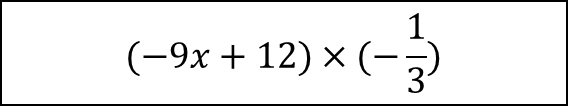 (−9𝑥 + 12) × (−1/3)